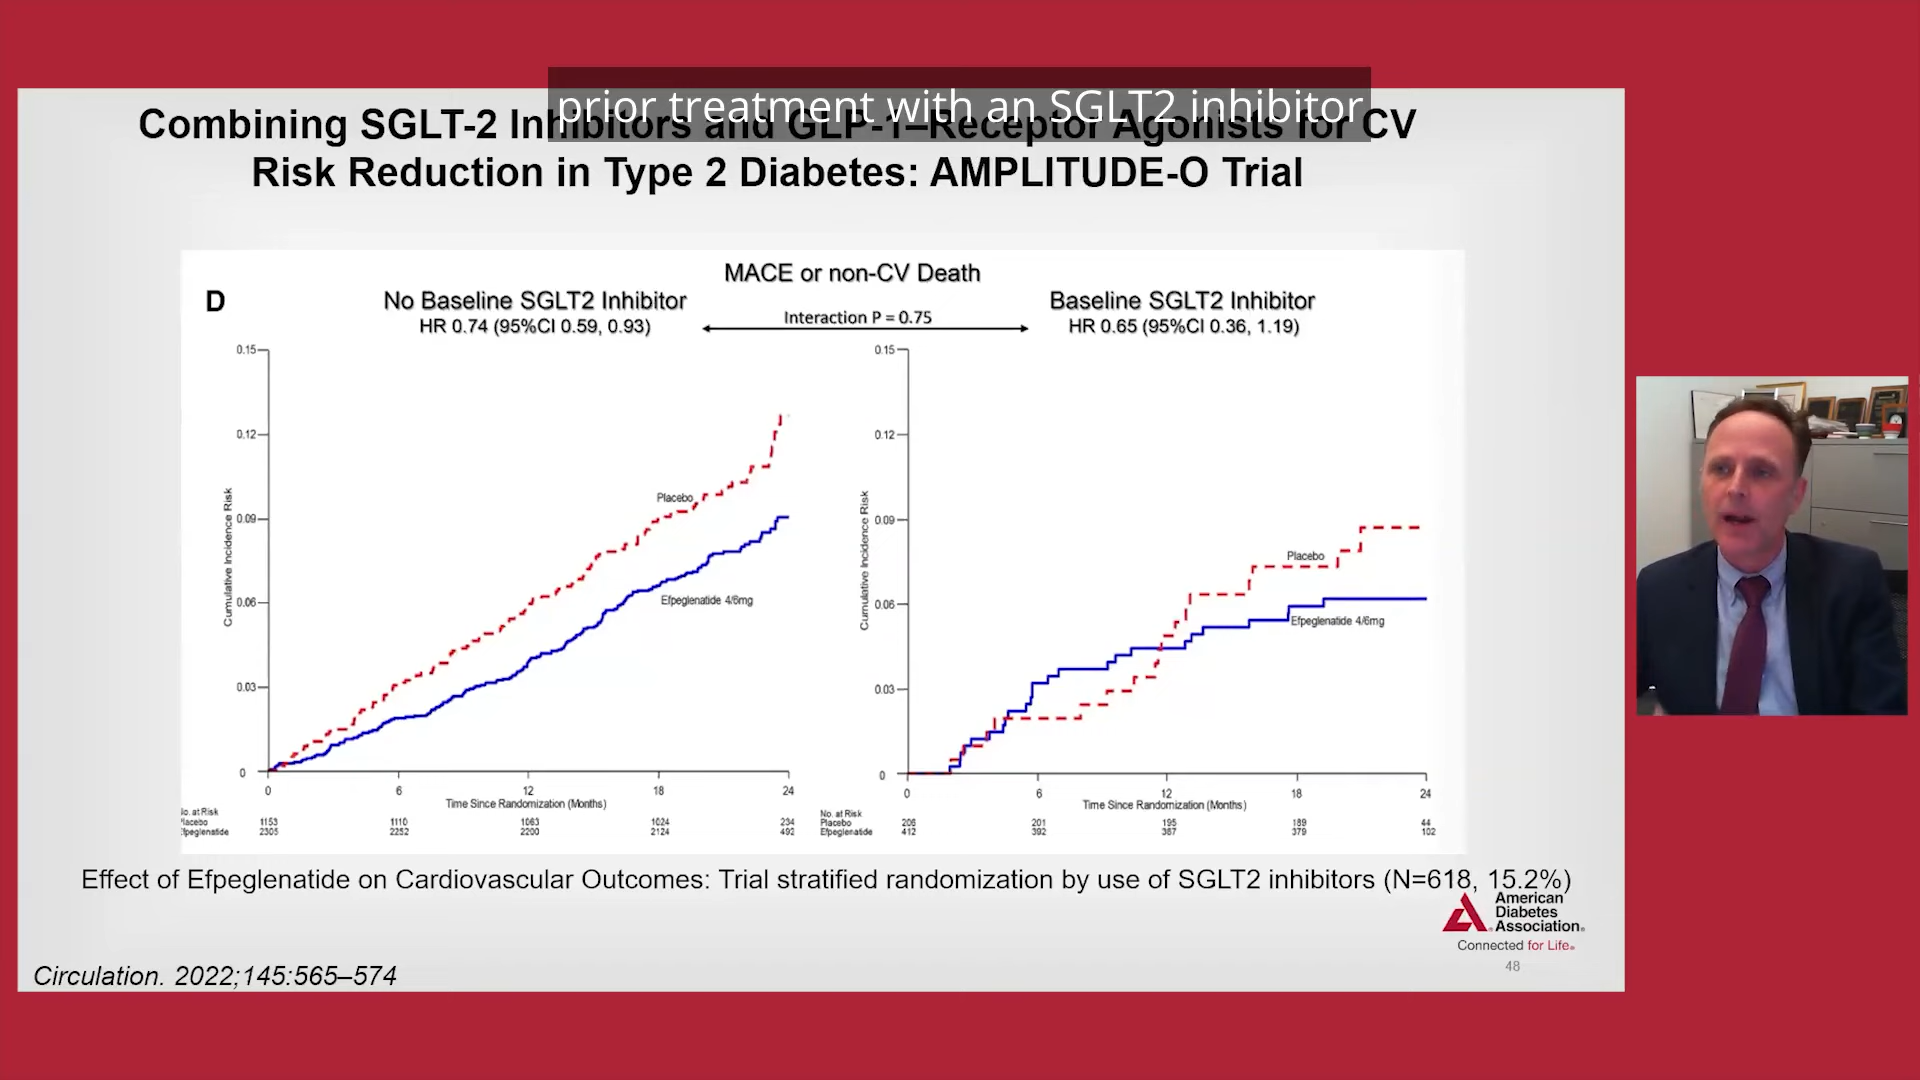 prior treatment with an SGLT2 inhibitor
Combining SGLT-2 Inhibitors and GLP-1–Receptor Agonists for CV
Risk Reduction in Type 2 Diabetes: AMPLITUDE-O Trial
MACE or non-CV Death
D
No Baseline SGLT2 Inhibitor
HR 0.74 (95%CI 0.59, 0.93)
Interaction P = 0.75
Baseline SGLT2 Inhibitor
HR 0.65 (95%CI 0.36, 1.19)
0.15
0.12
0.09
0.06
0.03
0
Cumulative Incidence Risk
Placebo
Efpeglenatide 4/6mg
0 6 12 18 24
Time Since Randomization (Months)
No. at Risk
Placebo 1153 1110 1063 1024 234
Efpeglenatide 2305 2252 2200 2124 492
0.15
0.12
0.09
0.06
0.03
0
Cumulative Incidence Risk
Placebo
Efpeglenatide 4/6mg
0 6 12 18 24
Time Since Randomization (Months)
No. at Risk
Placebo 206 201 195 189 44
Efpeglenatide 412 392 387 379 102
Effect of Efpeglenatide on Cardiovascular Outcomes: Trial stratified randomization by use of SGLT2 inhibitors (N=618, 15.2%)
American
Diabetes
Association®
Connected for Life®
48
Circulation. 2022;145:565–574